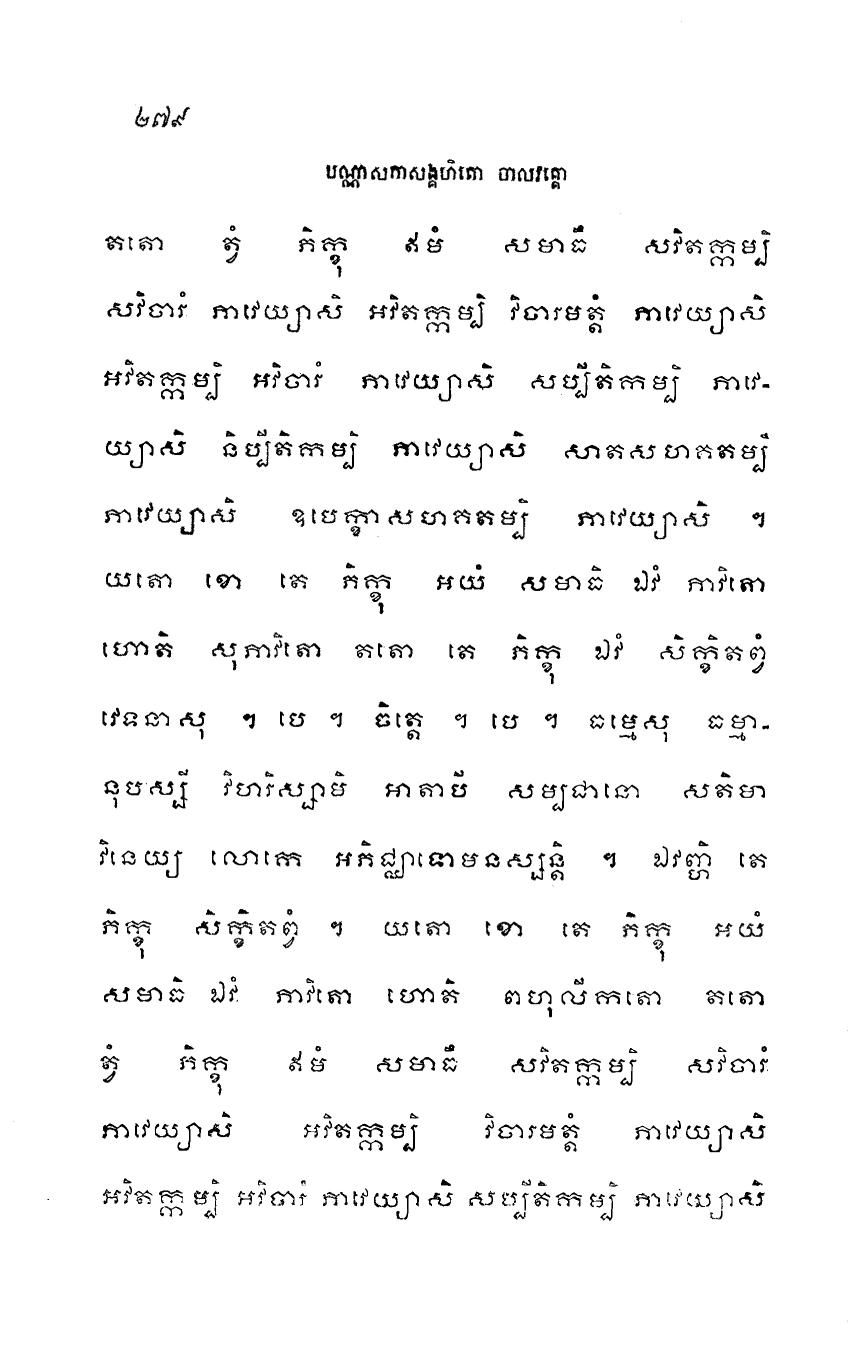 ២៧៩
បណ្ណាសកាសង្គហិតោ ចាលវគ្គោ
តតោ ត្វំ ភិក្ខុ ឥមំ សមាធឹ សវិតក្កម្បិ
សវិចារំ ភាវេយ្យាសិ អវិតក្កម្បិ វិចារមត្តំ ភាវេយ្យាសិ
អវិតក្កម្បិ អវិចារំ ភាវេយ្យាសិ សប្បីតិកម្បិ ភាវេ-
យ្យាសិ និប្បីតិកម្បិ ភាវេយ្យាសិ សាតសហគតម្បិ
ភាវេយ្យាសិ ឧបេក្ខាសហគតម្បិ ភាវេយ្យាសិ ។
យតោ ខោ តេ ភិក្ខុ អយំ សមាធិ ឯវំ ភាវិតោ
ហោតិ សុភាវិតោ តតោ តេ ភិក្ខុ ឯវំ សិក្ខិតព្វំ
វេទនាសុ ។ បេ ។ ចិត្តេ ។ បេ ។ ធម្មេសុ ធម្មា-
នុបស្សី វិហរិស្សាមិ អាតាបី សម្បជានោ សតិមា
វិនេយ្យ លោកេ អភិជ្ឈាទោមនស្សន្តិ ។ ឯវញ្ហិ តេ
ភិក្ខុ សិក្ខិតព្វំ ។ យតោ ខោ តេ ភិក្ខុ អយំ
សមាធិ ឯវំ ភាវិតោ ហោតិ ពហុលីកតោ តតោ
ត្វំ ភិក្ខុ ឥមំ សមាធឹ សវិតក្កម្បិ សវិចារំ
ភាវេយ្យាសិ អវិតក្កម្បិ វិចារមត្តំ ភាវេយ្យាសិ
អវិតក្កម្បិ អវិចារំ ភាវេយ្យាសិ សប្បីតិកម្បិ ភាវេយ្យាសិ